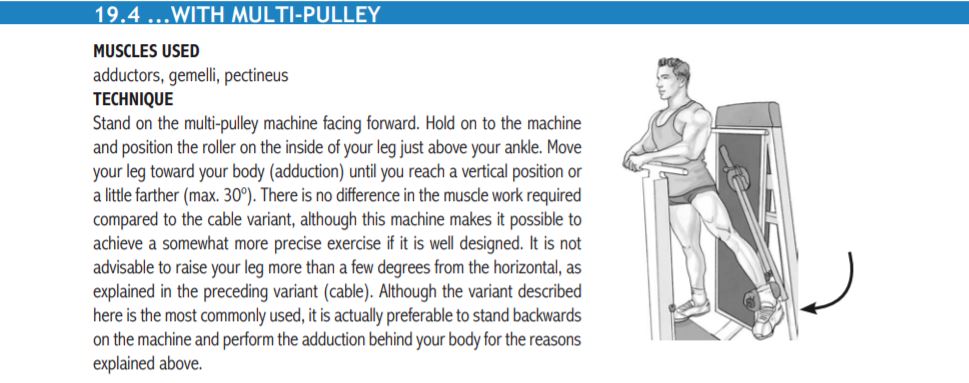 19.4 ...WITH MULTI-PULLEY
MUSCLES USED
adductors, gemelli, pectineus
TECHNIQUE
Stand on the multi-pulley machine facing forward. Hold on to the machine
and position the roller on the inside of your leg just above your ankle. Move
your leg toward your body (adduction) until you reach a vertical position or
a little farther (max. 30º). There is no difference in the muscle work required
compared to the cable variant, although this machine makes it possible to
achieve a somewhat more precise exercise if it is well designed. It is not
advisable to raise your leg more than a few degrees from the horizontal, as
explained in the preceding variant (cable). Although the variant described
here is the most commonly used, it is actually preferable to stand backwards
on the machine and perform the adduction behind your body for the reasons
explained above.